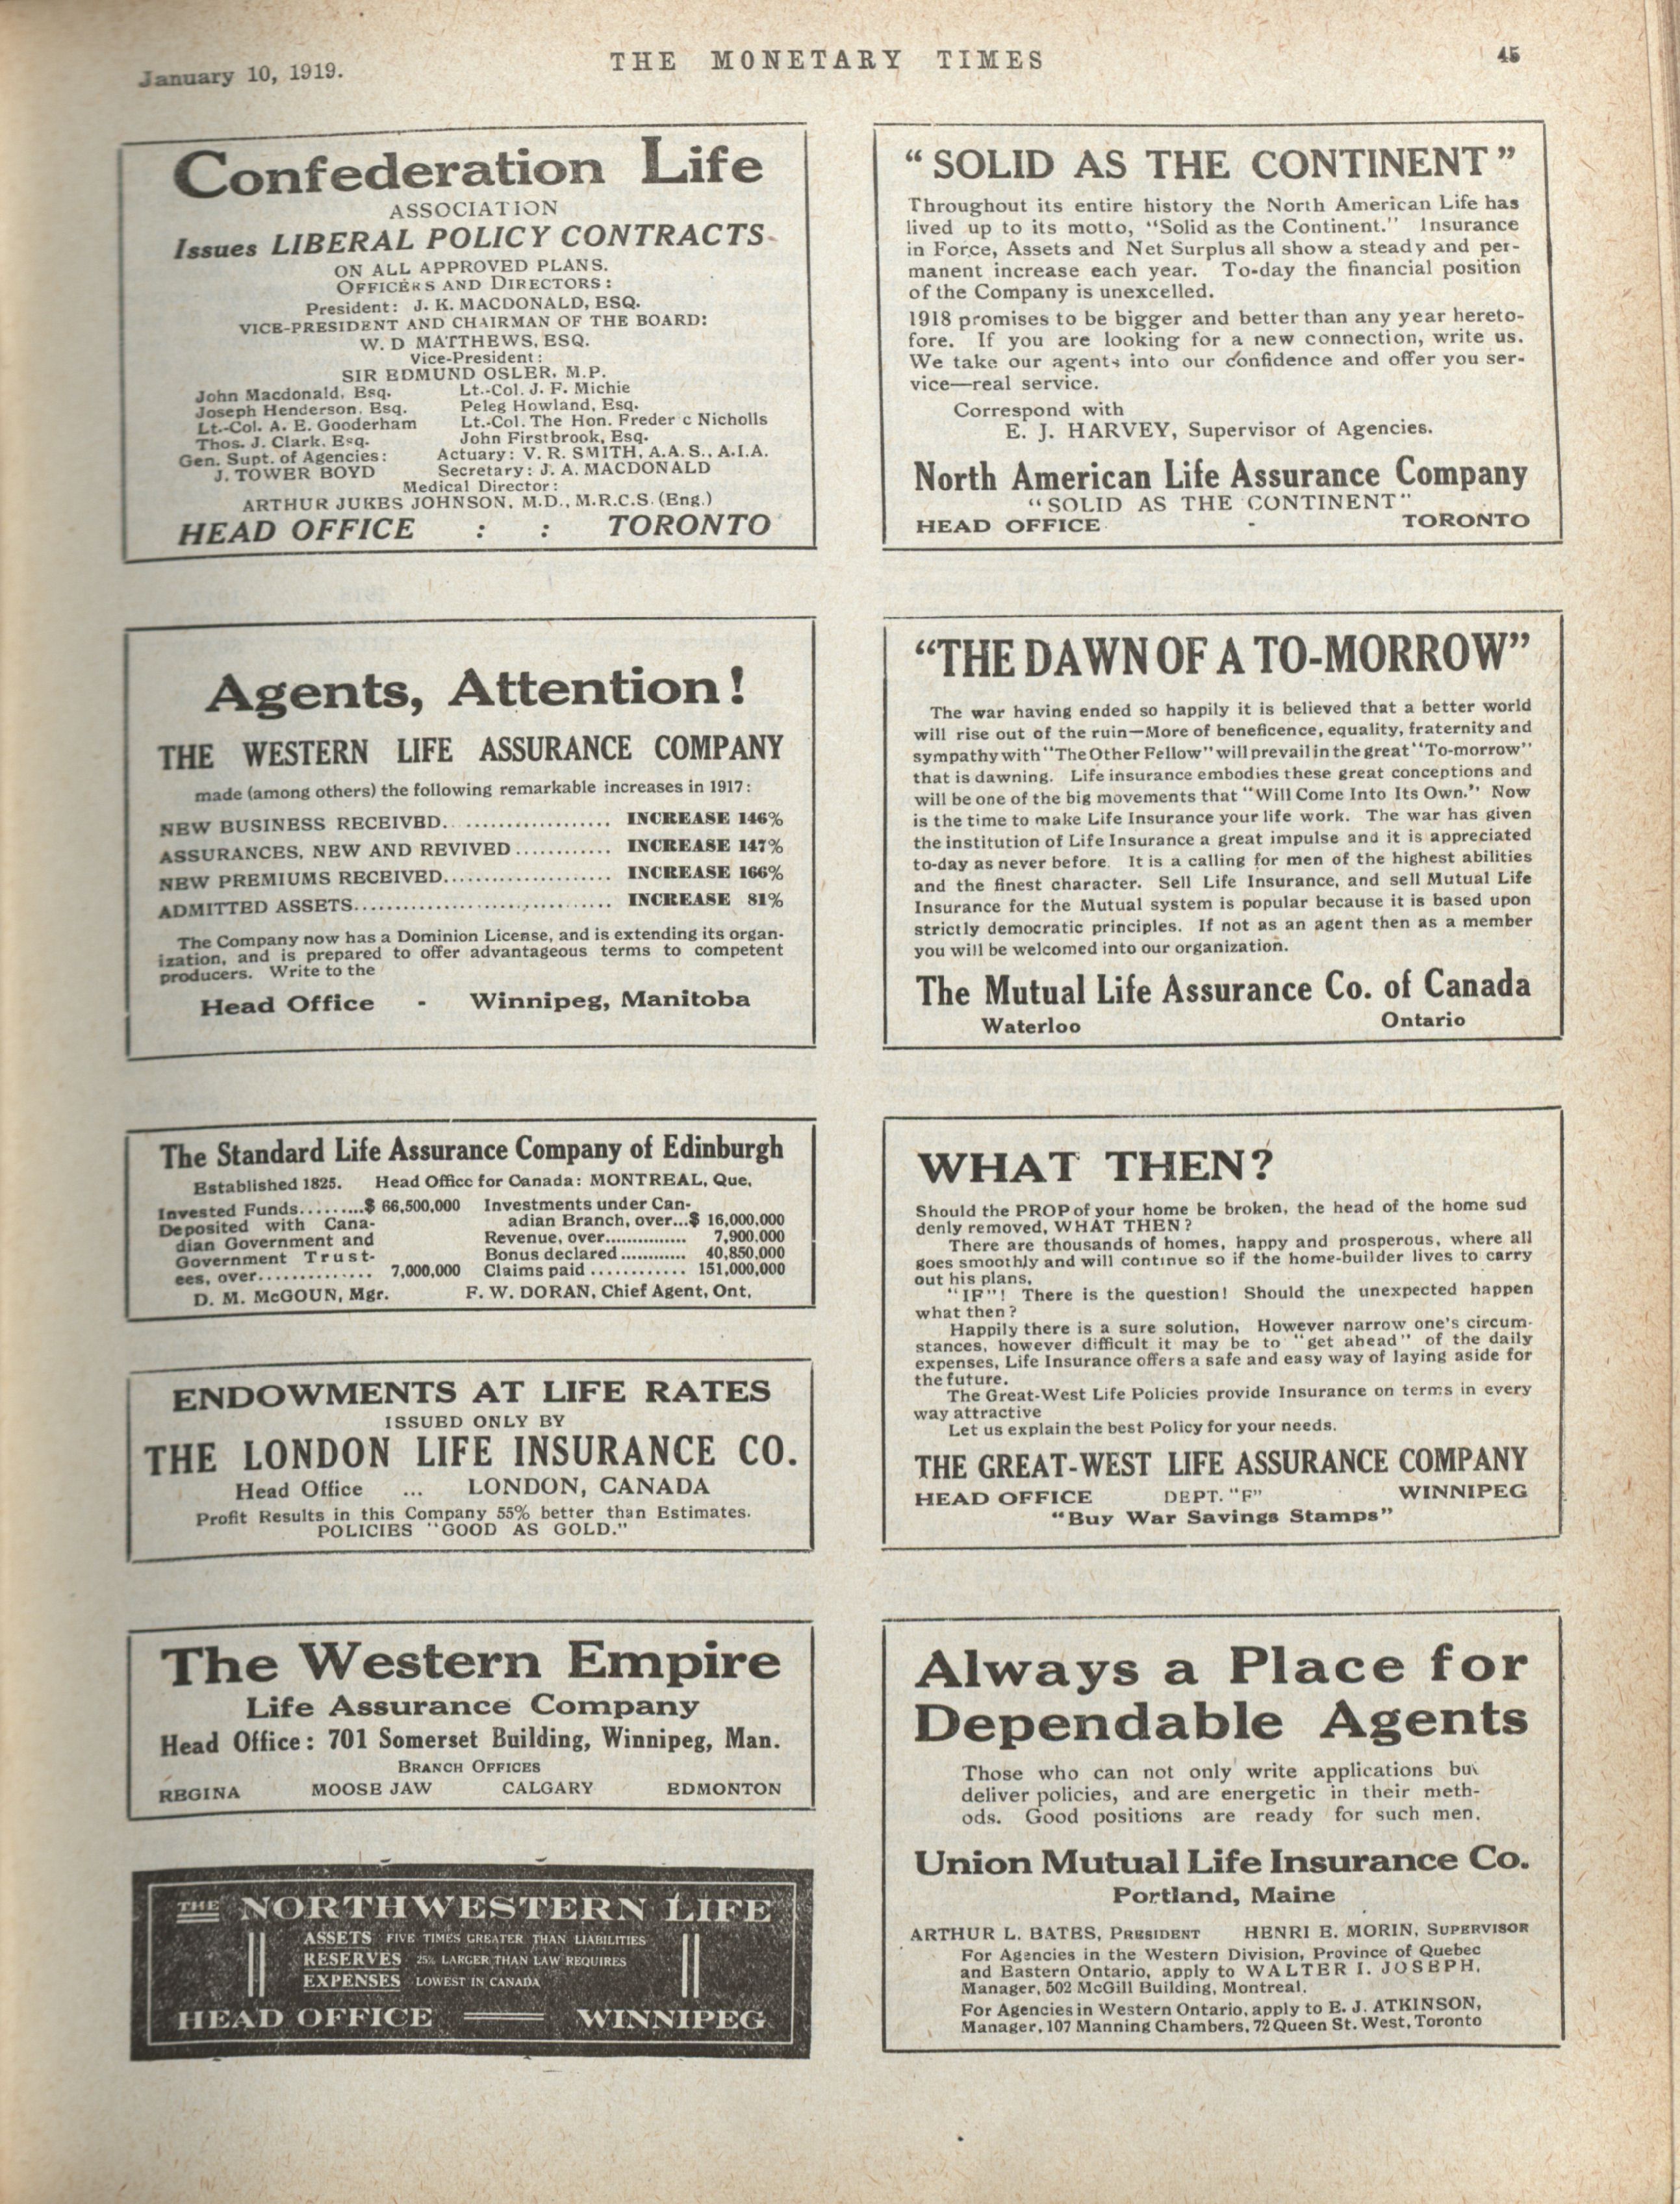 January 10, 1919.
THE MONETARY TIMES
45
Confederation Life
ASSOCIATION
Issues LIBERAL POLICY CONTRACTS
ON ALL APPROVED PLANS.
OFFICERS AND DIRECTORS:
President: J. K. MACDONALD, ESQ.
VICE-PRESIDENT AND CHAIRMAN OF THE BOARD:
W. D MATTHEWS, ESQ.
Vice-President:
SIR EDMUND OSLER, M.P.
John Macdonald, Esq. Lt.-Col. J. F. Michie
Joseph Henderson, Esq. Peleg Howland, Esq.
Lt.-Col. A. E. Gooderham Lt.-Col. The Hon. Freder c Nicholls
Thos. J. Clark, Esq. John Firstbrook, Esq.
Gen. Supt. of Agencies: Actuary: V. R. SMITH, A.A.S., A.I.A.
J. TOWER BOYD Secretary: J. A. MACDONALD
Medical Director:
ARTHUR JUKES JOHNSON, M.D., M.R.C.S. (Eng.)
HEAD OFFICE : : TORONTO
Agents, Attention!
THE WESTERN LIFE ASSURANCE COMPANY
made (among others) the following remarkable increases in 1917:
NEW BUSINESS RECEIVED.................... INCREASE 146%
ASSURANCES, NEW AND REVIVED............ INCREASE 147%
NEW PREMIUMS RECEIVED..................... INCREASE 166%
ADMITTED ASSETS................................ INCREASE 81%
The Company now has a Dominion License, and is extending its organ-
ization, and is prepared to offer advantageous terms to competent
producers. Write to the
Head Office - Winnipeg, Manitoba
The Standard Life Assurance Company of Edinburgh
Established 1825. Head Office for Canada: MONTREAL, Que.
Invested Funds.........$ 66,500,000
Deposited with Cana-
dian Government and
Government Trust-
ees, over.............. 7,000,000
Investments under Can-
adian Branch, over...$ 16,000,000
Revenue, over............... 7,900,000
Bonus declared............ 40,850,000
Claims paid............ 151,000,000
D. M. McGOUN, Mgr. F. W. DORAN, Chief Agent, Ont.
ENDOWMENTS AT LIFE RATES
ISSUED ONLY BY
THE LONDON LIFE INSURANCE CO.
Head Office ... LONDON, CANADA
Profit Results in this Company 55% better than Estimates.
POLICIES "GOOD AS GOLD."
The Western Empire
Life Assurance Company
Head Office: 701 Somerset Building, Winnipeg, Man.
BRANCH OFFICES
REGINA MOOSE JAW CALGARY EDMONTON
THE NORTHWESTERN LIFE
ASSETS FIVE TIMES GREATER THAN LIABILITIES
RESERVES 25% LARGER THAN LAW REQUIRES
EXPENSES LOWEST IN CANADA
HEAD OFFICE WINNIPEG
"SOLID AS THE CONTINENT"
Throughout its entire history the North American Life has
lived up to its motto, "Solid as the Continent." Insurance
in Force, Assets and Net Surplus all show a steady and per-
manent increase each year. To-day the financial position
of the Company is unexcelled.
1918 promises to be bigger and better than any year hereto-
fore. If you are looking for a new connection, write us.
We take our agents into our confidence and offer you ser-
vice—real service.
Correspond with
E. J. HARVEY, Supervisor of Agencies.
North American Life Assurance Company
"SOLID AS THE CONTINENT"
HEAD OFFICE - TORONTO
"THE DAWN OF A TO-MORROW"
The war having ended so happily it is believed that a better world
will rise out of the ruin—More of beneficence, equality, fraternity and
sympathy with "The Other Fellow" will prevail in the great "To-morrow"
that is dawning. Life insurance embodies these great conceptions and
will be one of the big movements that "Will Come Into Its Own." Now
is the time to make Life Insurance your life work. The war has given
the institution of Life Insurance a great impulse and it is appreciated
to-day as never before. It is a calling for men of the highest abilities
and the finest character. Sell Life Insurance, and sell Mutual Life
Insurance for the Mutual system is popular because it is based upon
strictly democratic principles. If not as an agent then as a member
you will be welcomed into our organization.
The Mutual Life Assurance Co. of Canada
Waterloo Ontario
WHAT THEN?
Should the PROP of your home be broken, the head of the home sud
denly removed, WHAT THEN?
There are thousands of homes, happy and prosperous, where all
goes smoothly and will continue so if the home-builder lives to carry
out his plans,
"IF"! There is the question! Should the unexpected happen
what then?
Happily there is a sure solution, However narrow one's circum-
stances, however difficult it may be to "get ahead" of the daily
expenses, Life Insurance offers a safe and easy way of laying aside for
the future.
The Great-West Life Policies provide Insurance on terms in every
way attractive
Let us explain the best Policy for your needs.
THE GREAT-WEST LIFE ASSURANCE COMPANY
HEAD OFFICE DEPT. "F" WINNIPEG
"Buy War Savings Stamps"
Always a Place for
Dependable Agents
Those who can not only write applications but
deliver policies, and are energetic in their meth-
ods. Good positions are ready for such men.
Union Mutual Life Insurance Co.
Portland, Maine
ARTHUR L. BATES, PRESIDENT HENRI E. MORIN, SUPERVISOR
For Agencies in the Western Division, Province of Quebec
and Eastern Ontario, apply to WALTER I. JOSEPH,
Manager, 502 McGill Building, Montreal.
For Agencies in Western Ontario, apply to E. J. ATKINSON,
Manager, 107 Manning Chambers, 72 Queen St. West, Toronto